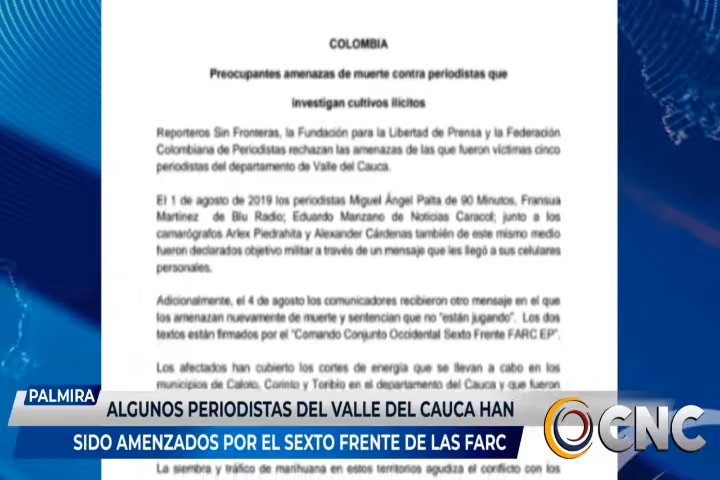 COLOMBIA
Preocupantes amenazas de muerte contra periodistas que
investigan cultivos ilícitos
Reporteros Sin Fronteras, la Fundación para la Libertad de Prensa y la Federación
Colombiana de Periodistas rechazan las amenazas de las que fueron víctimas cinco
periodistas del departamento de Valle del Cauca.
El 1 de agosto de 2019 los periodistas Miguel Ángel Palta de 90 Minutos, Fransua
Martínez de Blu Radio; Eduardo Manzano de Noticias Caracol; junto a los
camarógrafos Arlex Piedrahita y Alexander Cárdenas también de este mismo medio
fueron declarados objetivo militar a través de un mensaje que les llegó a sus celulares
personales.
Adicionalmente, el 4 de agosto los comunicadores recibieron otro mensaje en el que
los amenazan nuevamente de muerte y sentencian que no “están jugando”. Los dos
textos están firmados por el “Comando Conjunto Occidental Sexto Frente FARC EP”.
Los afectados han cubierto los cortes de energía que se llevan a cabo en los
municipios de Caloto, Corinto y Toribío en el departamento del Cauca y que fueron
PALMIRA
ALGUNOS PERIODISTAS DEL VALLE DEL CAUCA HAN
SIDO AMENZADOS POR EL SEXTO FRENTE DE LAS FARC
CNC
La siembra y tráfico de marihuana en estos territorios agudiza el conflicto con los